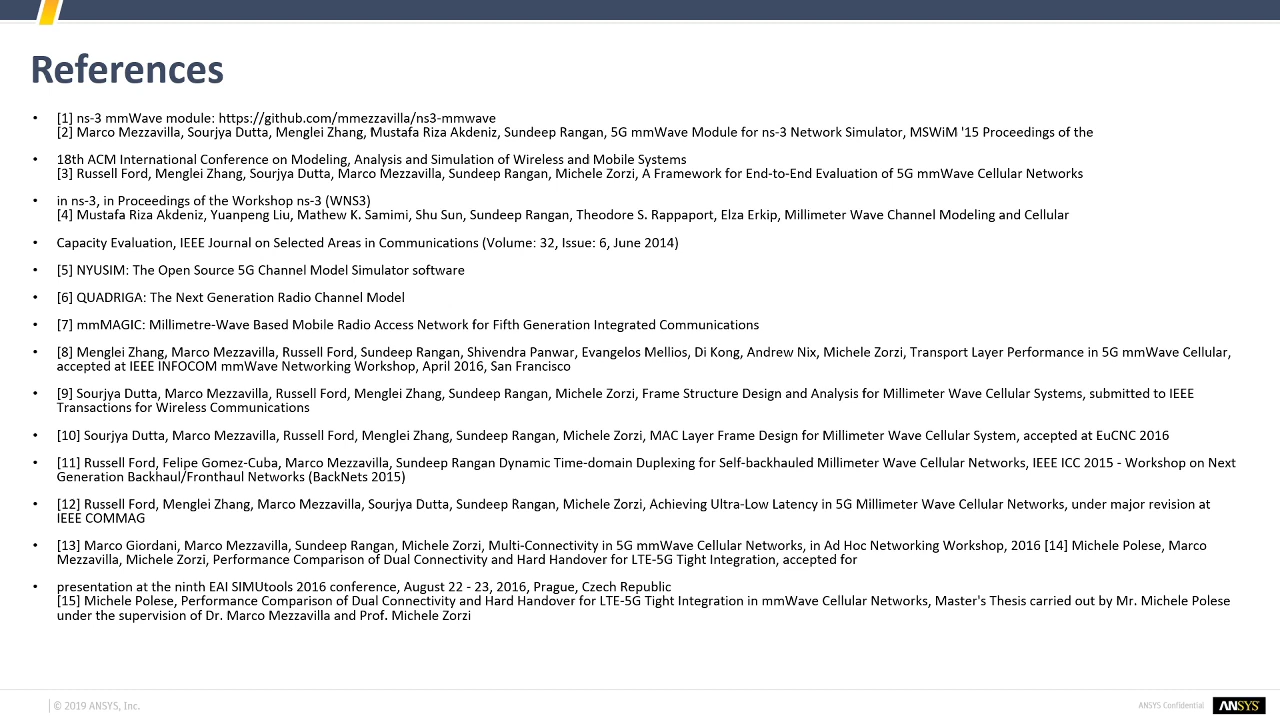 References
• [1] ns-3 mmWave module: https://github.com/mmezzavilla/ns3-mmwave
[2] Marco Mezzavilla, Sourjya Dutta, Menglei Zhang, Mustafa Riza Akdeniz, Sundeep Rangan, 5G mmWave Module for ns-3 Network Simulator, MSWiM '15 Proceedings of the
• 18th ACM International Conference on Modeling, Analysis and Simulation of Wireless and Mobile Systems
[3] Russell Ford, Menglei Zhang, Sourjya Dutta, Marco Mezzavilla, Sundeep Rangan, Michele Zorzi, A Framework for End-to-End Evaluation of 5G mmWave Cellular Networks
• in ns-3, in Proceedings of the Workshop ns-3 (WNS3)
[4] Mustafa Riza Akdeniz, Yuanpeng Liu, Mathew K. Samimi, Shu Sun, Sundeep Rangan, Theodore S. Rappaport, Elza Erkip, Millimeter Wave Channel Modeling and Cellular
• Capacity Evaluation, IEEE Journal on Selected Areas in Communications (Volume: 32, Issue: 6, June 2014)
• [5] NYUSIM: The Open Source 5G Channel Model Simulator software
• [6] QUADRIGA: The Next Generation Radio Channel Model
• [7] mmMAGIC: Millimetre-Wave Based Mobile Radio Access Network for Fifth Generation Integrated Communications
• [8] Menglei Zhang, Marco Mezzavilla, Russell Ford, Sundeep Rangan, Shivendra Panwar, Evangelos Mellios, Di Kong, Andrew Nix, Michele Zorzi, Transport Layer Performance in 5G mmWave Cellular,
accepted at IEEE INFOCOM mmWave Networking Workshop, April 2016, San Francisco
• [9] Sourjya Dutta, Marco Mezzavilla, Russell Ford, Menglei Zhang, Sundeep Rangan, Michele Zorzi, Frame Structure Design and Analysis for Millimeter Wave Cellular Systems, submitted to IEEE
Transactions for Wireless Communications
• [10] Sourjya Dutta, Marco Mezzavilla, Russell Ford, Menglei Zhang, Sundeep Rangan, Michele Zorzi, MAC Layer Frame Design for Millimeter Wave Cellular System, accepted at EuCNC 2016
• [11] Russell Ford, Felipe Gomez-Cuba, Marco Mezzavilla, Sundeep Rangan Dynamic Time-domain Duplexing for Self-backhauled Millimeter Wave Cellular Networks, IEEE ICC 2015 - Workshop on Next
Generation Backhaul/Fronthaul Networks (BackNets 2015)
• [12] Russell Ford, Menglei Zhang, Marco Mezzavilla, Sourjya Dutta, Sundeep Rangan, Michele Zorzi, Achieving Ultra-Low Latency in 5G Millimeter Wave Cellular Networks, under major revision at
IEEE COMMAG
• [13] Marco Giordani, Marco Mezzavilla, Sundeep Rangan, Michele Zorzi, Multi-Connectivity in 5G mmWave Cellular Networks, in Ad Hoc Networking Workshop, 2016 [14] Michele Polese, Marco
Mezzavilla, Michele Zorzi, Performance Comparison of Dual Connectivity and Hard Handover for LTE-5G Tight Integration, accepted for
• presentation at the ninth EAI SIMUtools 2016 conference, August 22 - 23, 2016, Prague, Czech Republic
[15] Michele Polese, Performance Comparison of Dual Connectivity and Hard Handover for LTE-5G Tight Integration in mmWave Cellular Networks, Master's Thesis carried out by Mr. Michele Polese
under the supervision of Dr. Marco Mezzavilla and Prof. Michele Zorzi
© 2019 ANSYS, Inc.
ANSYS Confidential
ANSYS